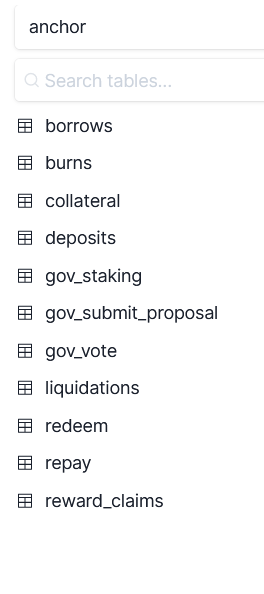 anchor
Search tables...
borrows
burns
collateral
deposits
gov_staking
gov_submit_proposal
gov_vote
liquidations
redeem
repay
reward_claims